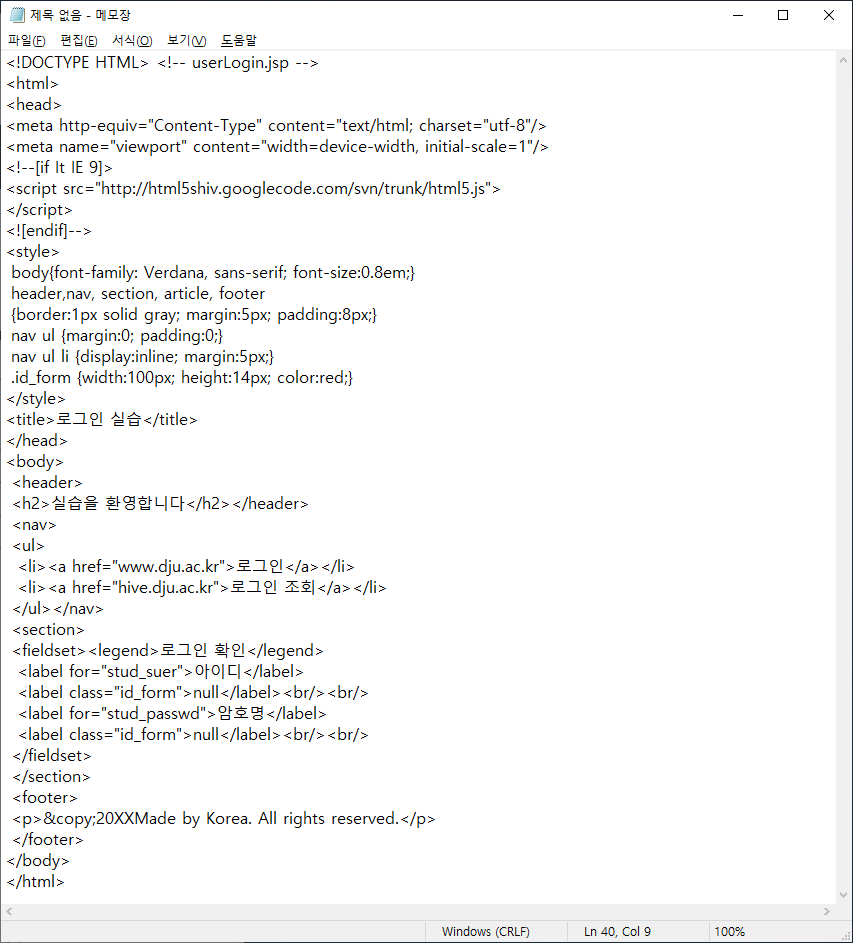 제목 없음 - 메모장
파일(F) 편집(E) 서식(O) 보기(V) 도움말
<!DOCTYPE HTML> <!-- userLogin.jsp -->
<html>
<head>
<meta http-equiv="Content-Type" content="text/html; charset="utf-8"/>
<meta name="viewport" content="width=device-width, initial-scale=1"/>
<!--[if lt IE 9]>
<script src="http://html5shiv.googlecode.com/svn/trunk/html5.js">
</script>
<![endif]-->
<style>
 body{font-family: Verdana, sans-serif; font-size:0.8em;}
 header,nav, section, article, footer
 {border:1px solid gray; margin:5px; padding:8px;}
 nav ul {margin:0; padding:0;}
 nav ul li {display:inline; margin:5px;}
 .id_form {width:100px; height:14px; color:red;}
</style>
<title>로그인 실습</title>
</head>
<body>
 <header>
 <h2>실습을 환영합니다</h2></header>
 <nav>
 <ul>
  <li><a href="www.dju.ac.kr">로그인</a></li>
  <li><a href="hive.dju.ac.kr">로그인 조회</a></li>
 </ul></nav>
 <section>
 <fieldset><legend>로그인 확인</legend>
  <label for="stud_suer">아이디</label>
  <label class="id_form">null</label><br/><br/>
  <label for="stud_passwd">암호명</label>
  <label class="id_form">null</label><br/><br/>
 </fieldset>
 </section>
 <footer>
 <p>&copy;20XXMade by Korea. All rights reserved.</p>
 </footer>
</body>
</html>
Windows (CRLF) Ln 40, Col 9 100%